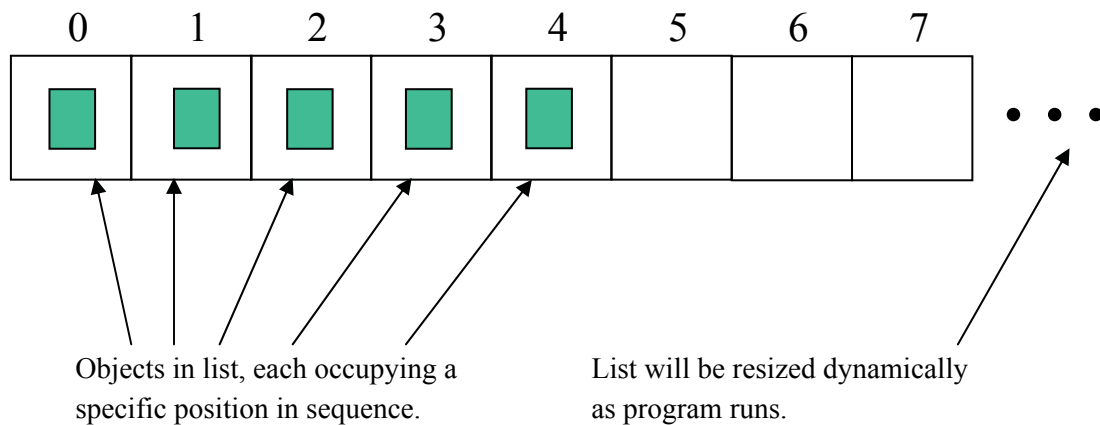 0 1 2 3 4 5 6 7
Objects in list, each occupying a
specific position in sequence.
List will be resized dynamically
as program runs.